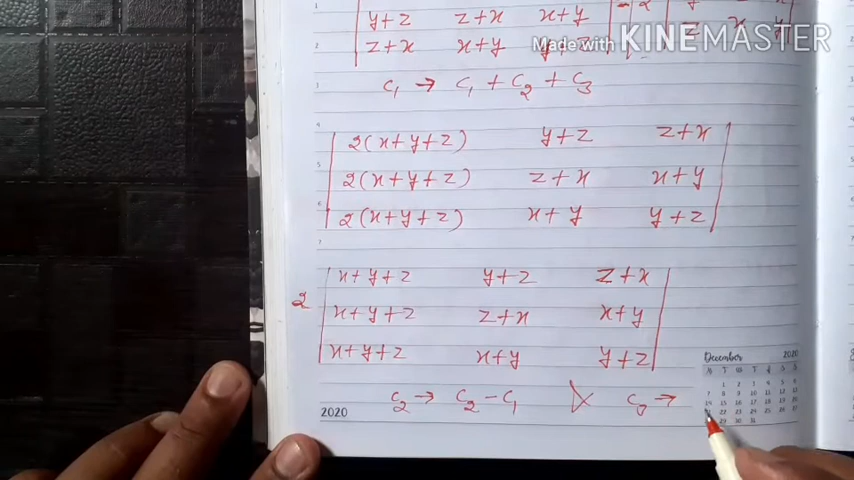 y+z z+x x+y
z+x x+y
Made with KINEMASTER
C₁ → C₁ + C₂ + C₃
2(x+y+z) y+z z+x
2(x+y+z) z+x x+y
2(x+y+z) x+y y+z
2
x+y+z y+z z+x
x+y+z z+x x+y
x+y+z x+y y+z
C₂ → C₂ - C₁ C₃ →
December 2020
2020